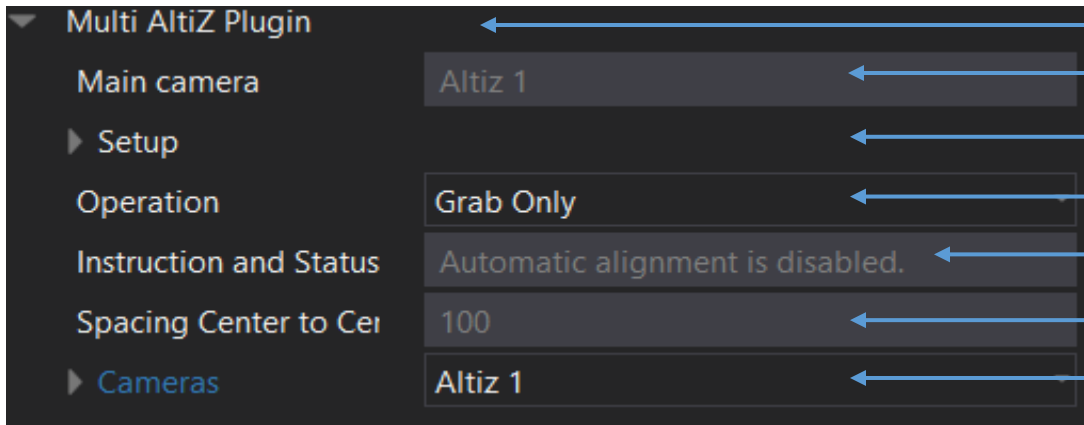 Multi AltiZ Plugin
Main camera Altiz 1
Setup
Operation Grab Only
Instruction and Status Automatic alignment is disabled.
Spacing Center to Cer 100
Cameras Altiz 1